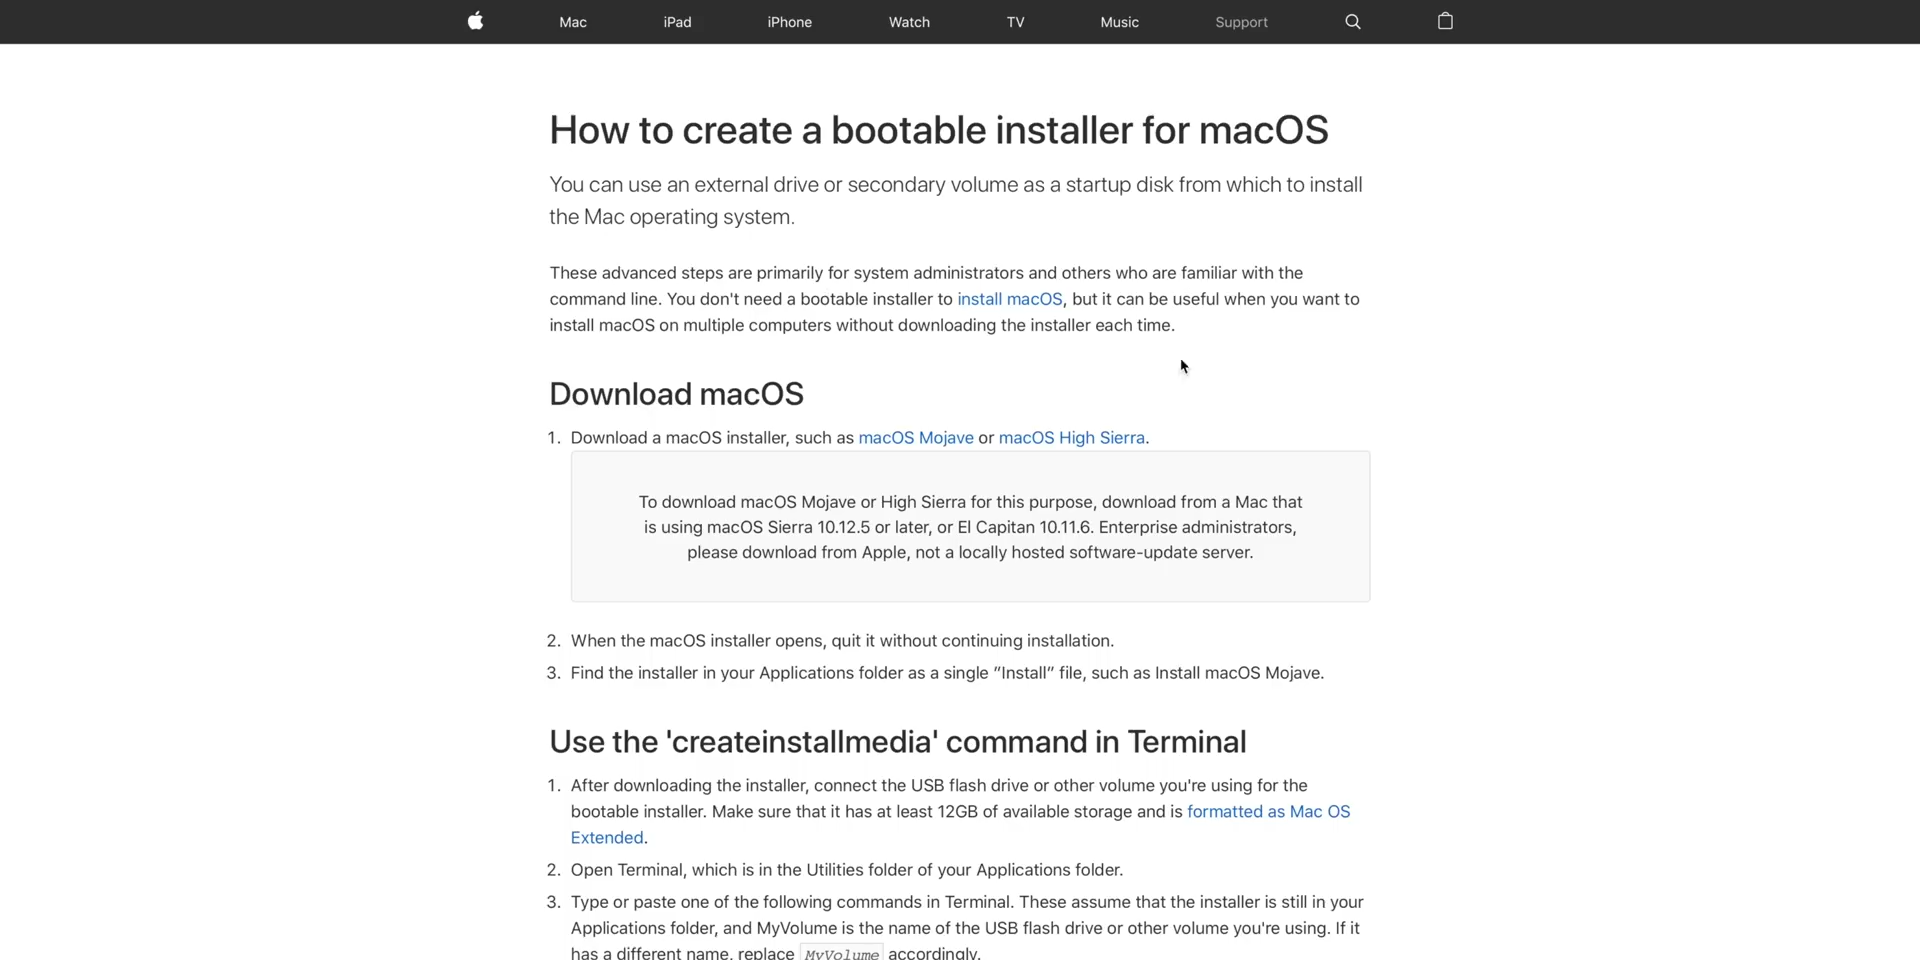 Mac iPad iPhone Watch TV Music Support
How to create a bootable installer for macOS
You can use an external drive or secondary volume as a startup disk from which to install
the Mac operating system.
These advanced steps are primarily for system administrators and others who are familiar with the
command line. You don't need a bootable installer to install macOS, but it can be useful when you want to
install macOS on multiple computers without downloading the installer each time.
Download macOS
1. Download a macOS installer, such as macOS Mojave or macOS High Sierra.
To download macOS Mojave or High Sierra for this purpose, download from a Mac that
is using macOS Sierra 10.12.5 or later, or El Capitan 10.11.6. Enterprise administrators,
please download from Apple, not a locally hosted software-update server.
2. When the macOS installer opens, quit it without continuing installation.
3. Find the installer in your Applications folder as a single ”Install” file, such as Install macOS Mojave.
Use the 'createinstallmedia' command in Terminal
1. After downloading the installer, connect the USB flash drive or other volume you're using for the
bootable installer. Make sure that it has at least 12GB of available storage and is formatted as Mac OS
Extended.
2. Open Terminal, which is in the Utilities folder of your Applications folder.
3. Type or paste one of the following commands in Terminal. These assume that the installer is still in your
Applications folder, and MyVolume is the name of the USB flash drive or other volume you're using. If it
has a different name, replace MyVolume accordingly.